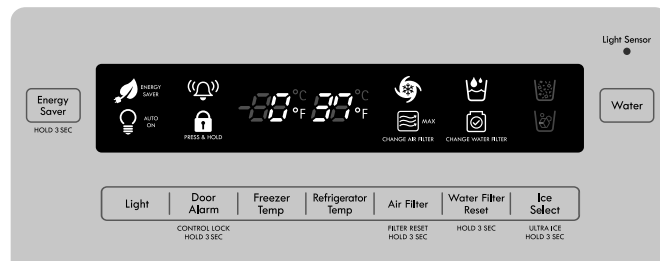 Light Sensor
Energy
Saver
HOLD 3 SEC
ENERGY
SAVER
AUTO
ON
PRESS & HOLD
0 °F
37 °F
°C
°C
MAX
CHANGE AIR FILTER
CHANGE WATER FILTER
Water
Light
Door
Alarm
CONTROL LOCK
HOLD 3 SEC
Freezer
Temp
Refrigerator
Temp
Air Filter
FILTER RESET
HOLD 3 SEC
Water Filter
Reset
HOLD 3 SEC
Ice
Select
ULTRA ICE
HOLD 3 SEC